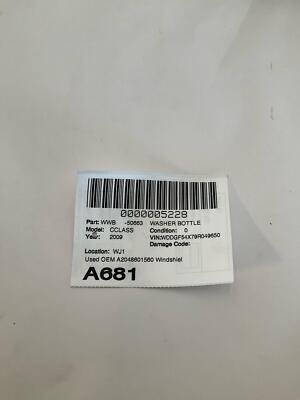 0000005228
Part: WWB -50663 WASHER BOTTLE
Model: CCLASS Condition: 0
Year: 2009 VIN:WDDGF54X79R049650
Damage Code:
Location: WJ1
Used OEM A2048601560 Windshiel
A681